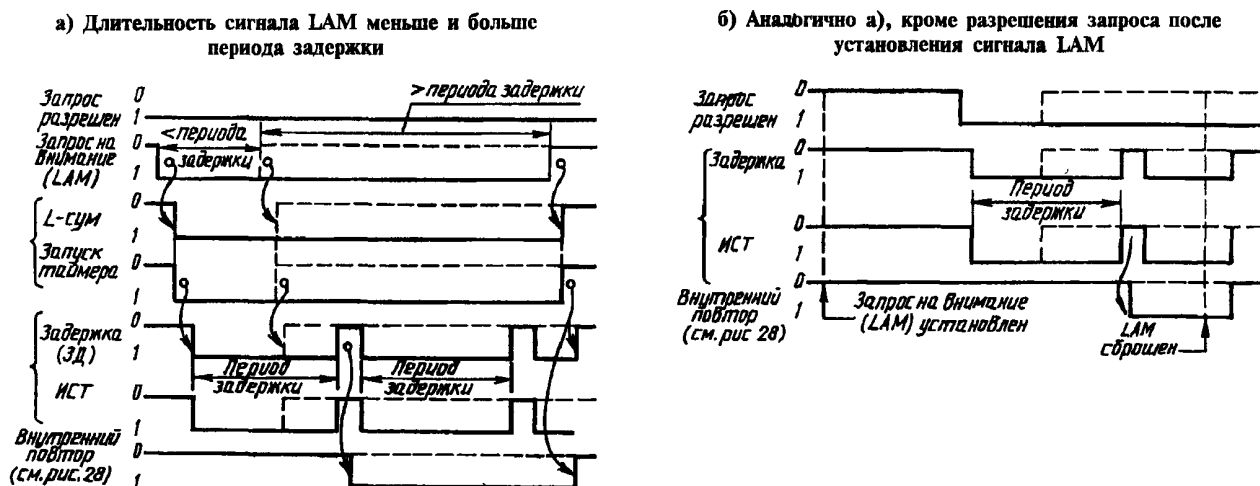 а) Длительность сигнала LAM меньше и больше
периода задержки
Запрос
разрешен
0
1
> периода задержки
Запрос на
внимание
(LAM)
0
1
< периода
задержки
L-сум
0
1
Запуск
таймера
0
1
Задержка
(ЗД)
0
1
Период
задержки
Период
задержки
ИСТ
0
1
Внутренний
повтор
(см. рис. 28)
0
1
б) Аналогично а), кроме разрешения запроса после
установления сигнала LAM
Запрос
разрешен
0
1
Задержка
0
1
Период
задержки
ИСТ
0
1
Внутренний
повтор
(см. рис 28)
0
1
Запрос на внимание
(LAM) установлен
LAM
сброшен